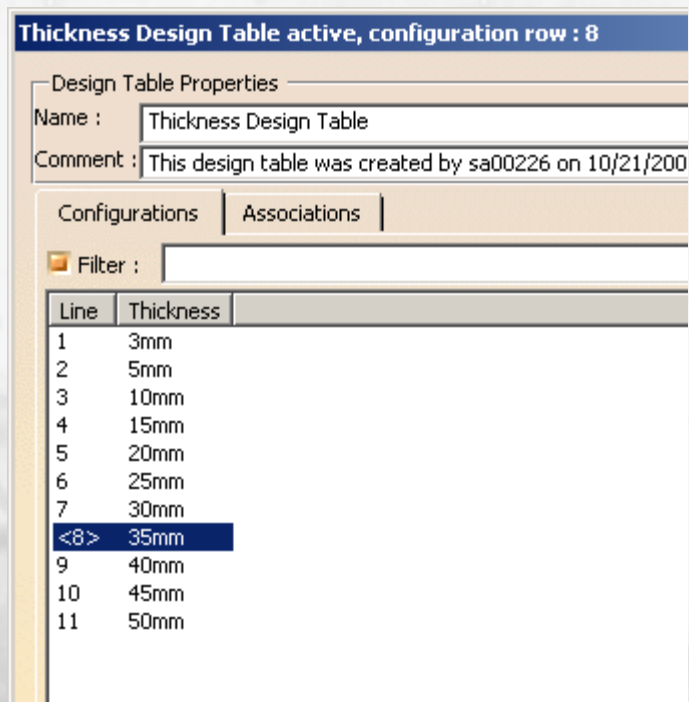 Thickness Design Table active, configuration row : 8
Design Table Properties
Name : Thickness Design Table
Comment : This design table was created by sa00226 on 10/21/200
Configurations Associations
Filter :
Line Thickness
1 3mm
2 5mm
3 10mm
4 15mm
5 20mm
6 25mm
7 30mm
<8> 35mm
9 40mm
10 45mm
11 50mm